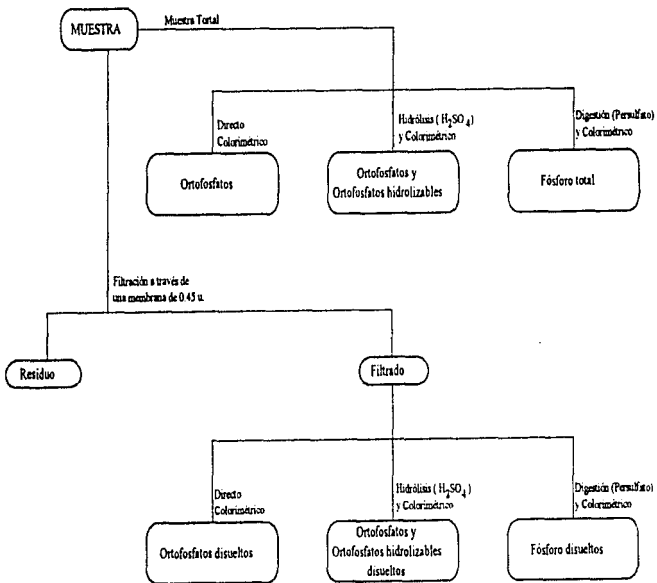 MUESTRA
Muestra Tortal
Directo
Colorimétrico
Hidrólisis ( H2SO4 )
y Colorimétrico
Digestión (Persulfato)
y Colorimétrico
Ortofosfatos
Ortofosfatos y
Ortofosfatos hidrolizables
Fósforo total
Filtración a través de
una membrana de 0.45 u.
Residuo
Filtrado
Directo
Colorimétrico
Hidrólisis ( H2SO4 )
y Colorimétrico
Digestión (Persulfato)
y Colorimétrico
Ortofosfatos disueltos
Ortofosfatos y
Ortofosfatos hidrolizables
disueltos
Fósforo disueltos